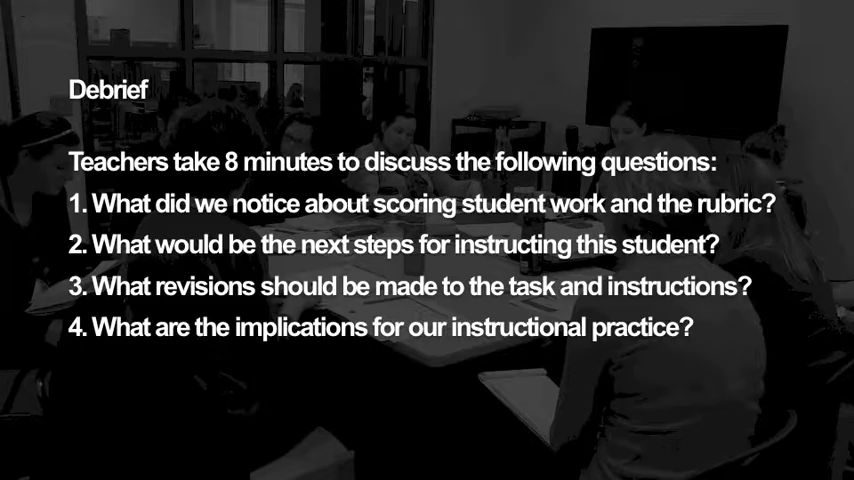 Debrief
Teachers take 8 minutes to discuss the following questions:
1. What did we notice about scoring student work and the rubric?
2. What would be the next steps for instructing this student?
3. What revisions should be made to the task and instructions?
4. What are the implications for our instructional practice?